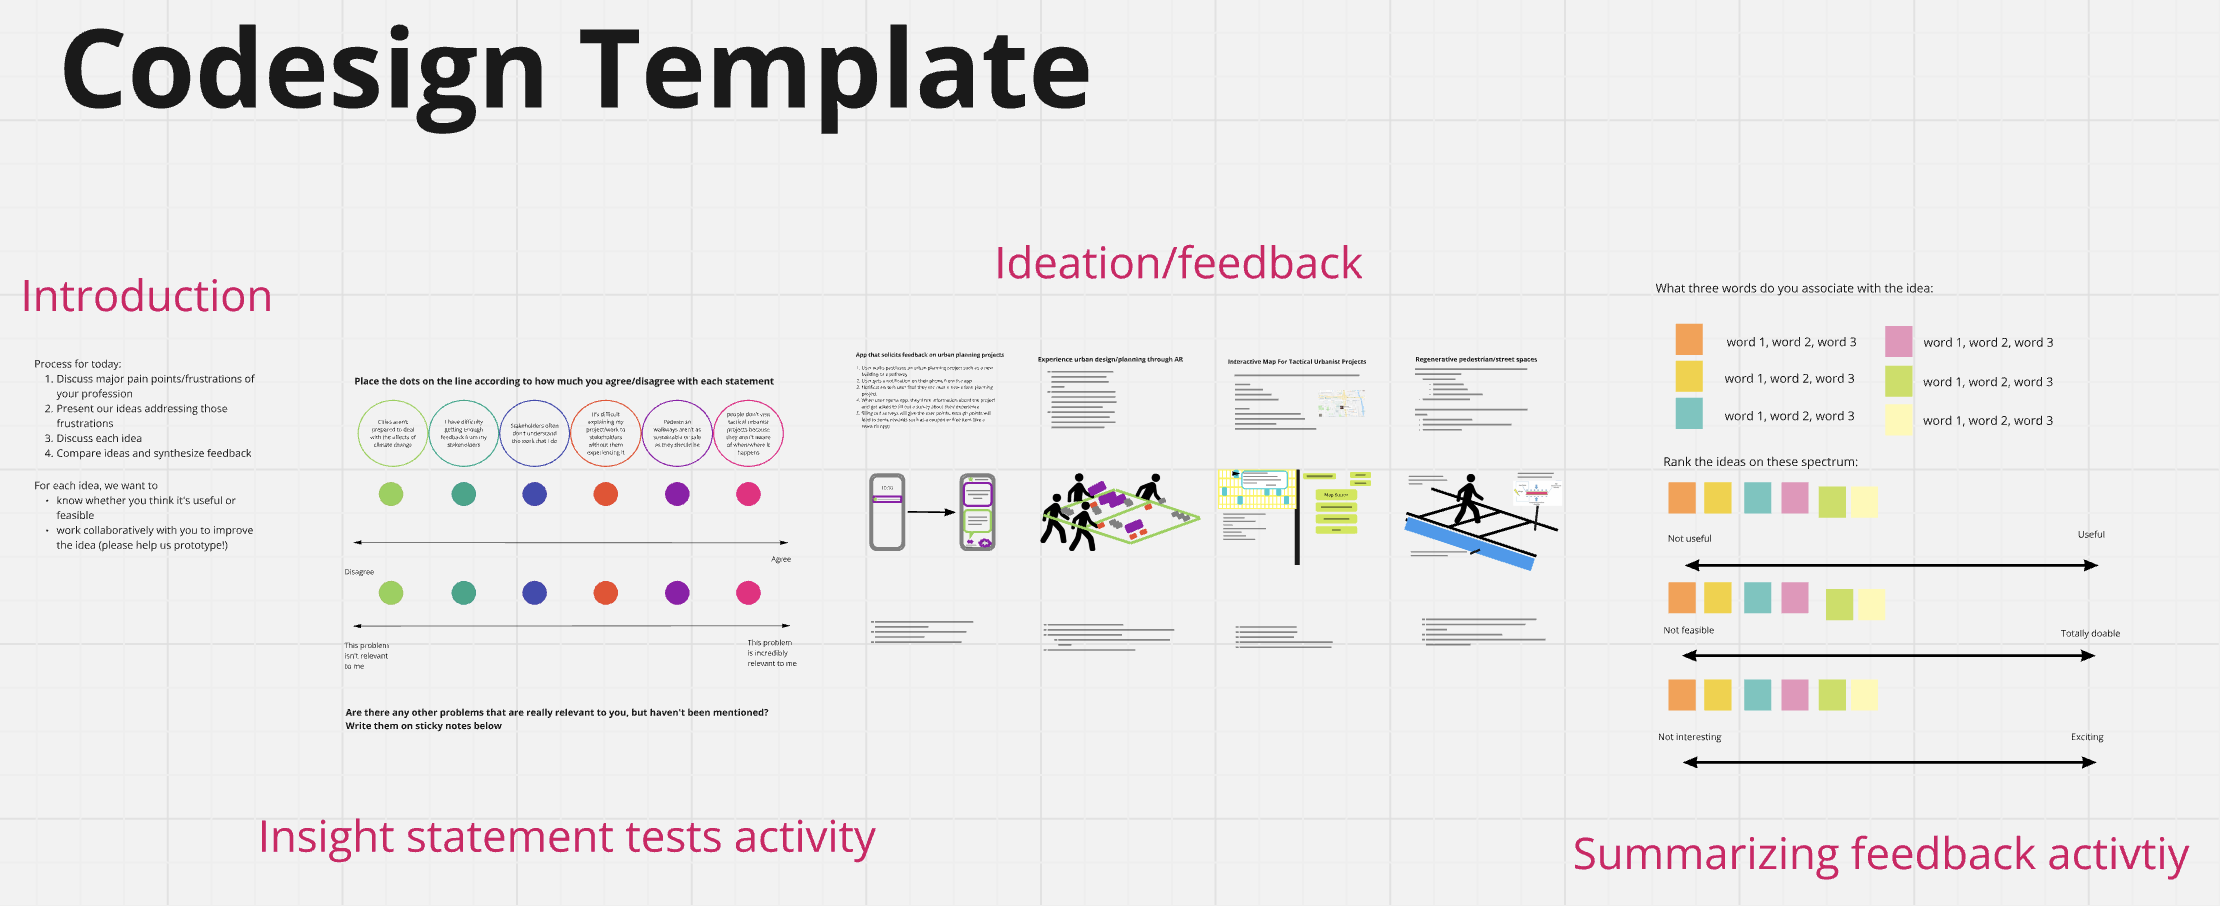 Codesign Template
Introduction
Process for today:
1. Discuss major pain points/frustrations of
your profession
2. Present our ideas addressing those
frustrations
3. Discuss each idea
4. Compare ideas and synthesize feedback
For each idea, we want to
• know whether you think it's useful or
feasible
• work collaboratively with you to improve
the idea (please help us prototype!)
Place the dots on the line according to how much you agree/disagree with each statement
Cities aren't
prepared to deal
with the affects of
climate change
I have difficulty
getting enough
feedback from my
stakeholders
Stakeholders often
don't understand
the work that I do
It's difficult
explaining my
project/work to
stakeholders
without them
experiencing it
Pedestrian
walkways aren't as
sustainable or safe
as they should be
people don't visit
tactical urbanist
projects because
they aren't aware
of when/where it
happens
Agree
Disagree
This problem
isn't relevant
to me
This problem
is incredibly
relevant to me
Are there any other problems that are really relevant to you, but haven't been mentioned?
Write them on sticky notes below
Insight statement tests activity
Ideation/feedback
App that solicits feedback on urban planning projects
Experience urban design/planning through AR
Interactive Map For Tactical Urbanist Projects
Map Button
Regenerative pedestrian/street spaces
What three words do you associate with the idea:
word 1, word 2, word 3
word 1, word 2, word 3
word 1, word 2, word 3
word 1, word 2, word 3
word 1, word 2, word 3
word 1, word 2, word 3
Rank the ideas on these spectrum:
Not useful
Useful
Not feasible
Totally doable
Not interesting
Exciting
Summarizing feedback activtiy